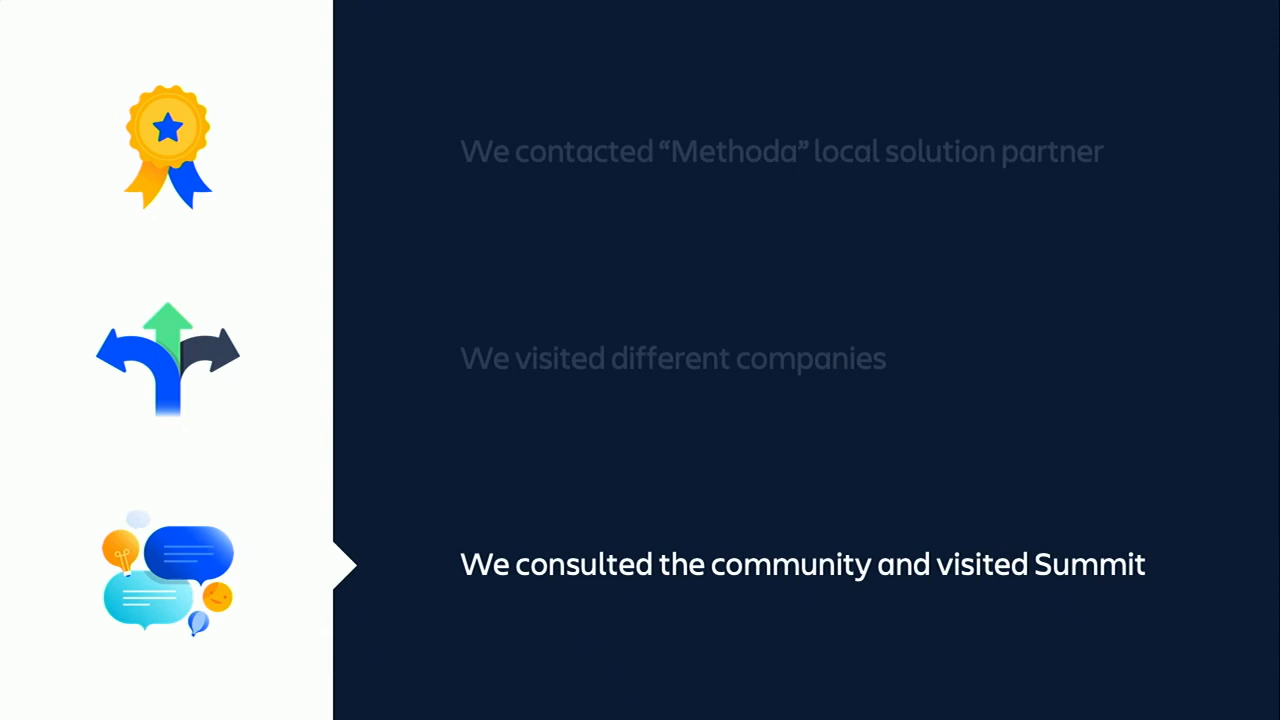 We contacted “Methoda” local solution partner
We visited different companies
We consulted the community and visited Summit